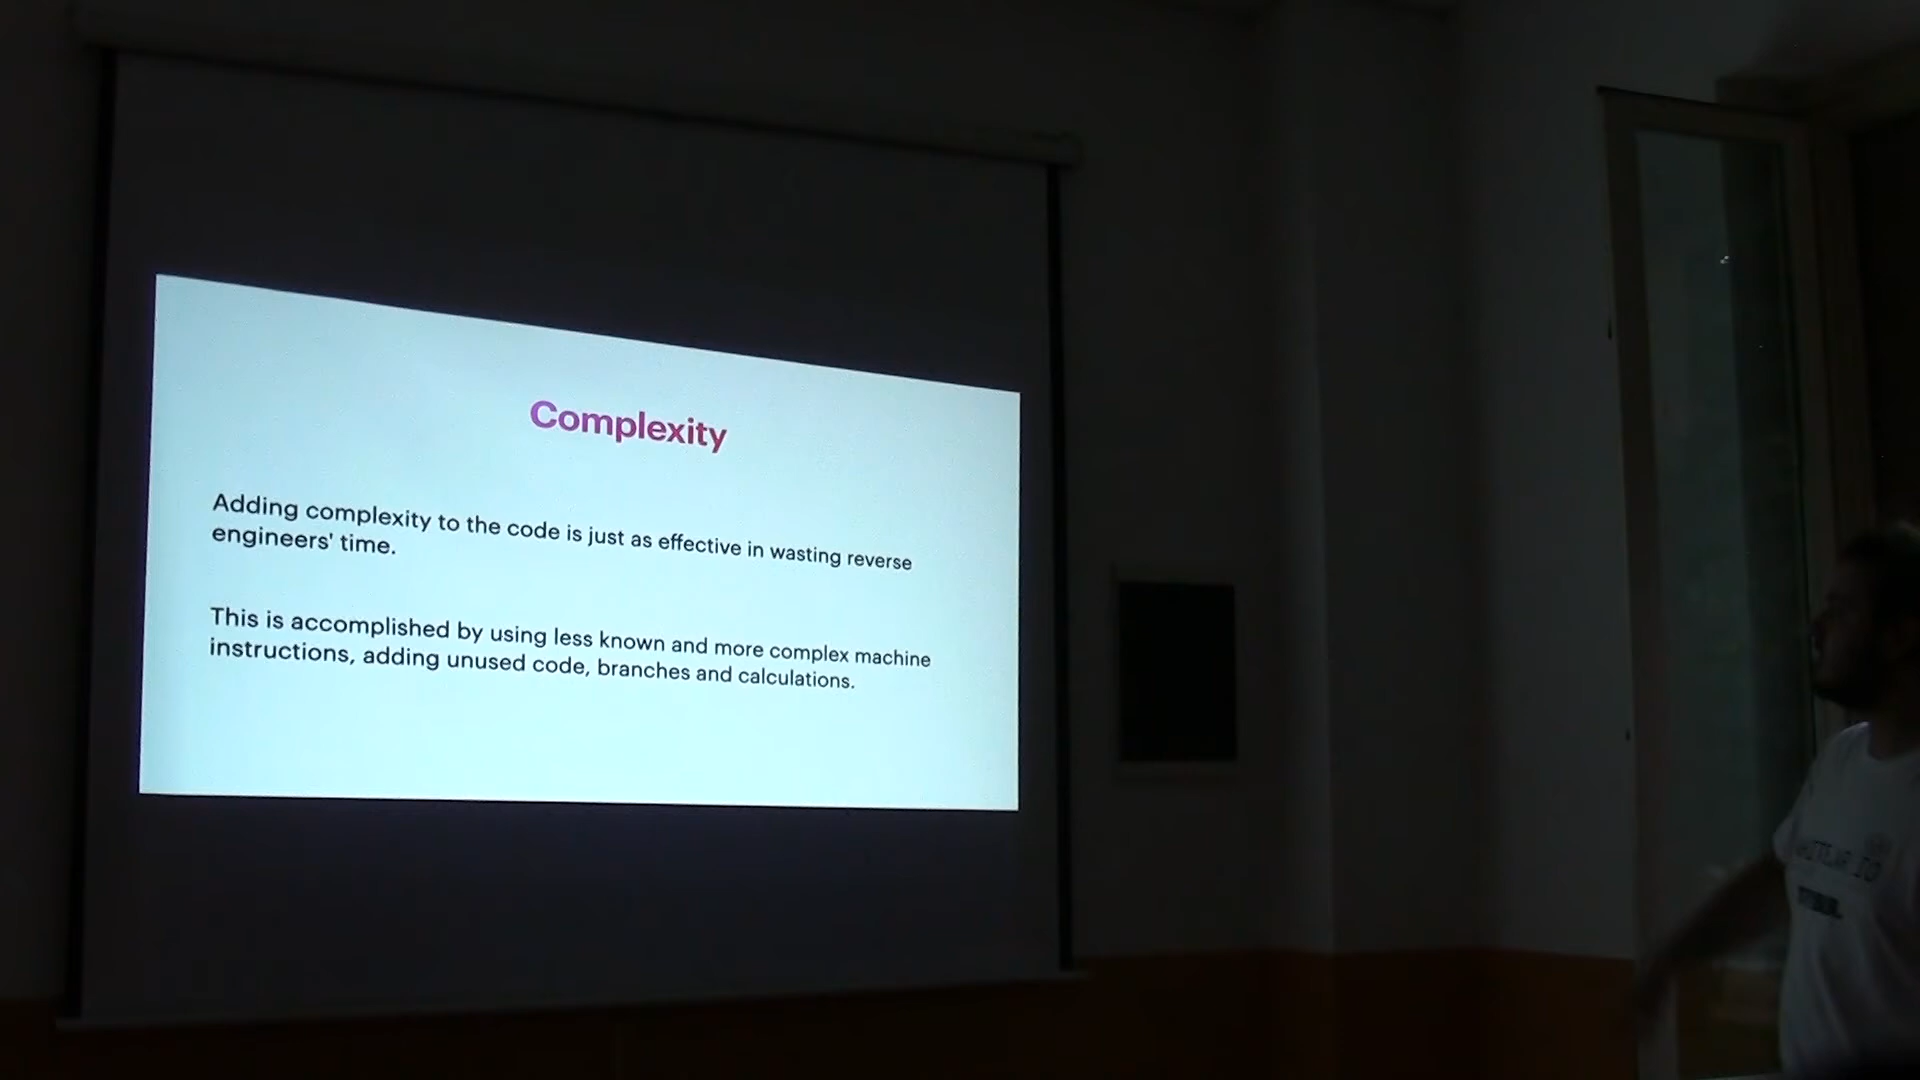 Complexity
Adding complexity to the code is just as effective in wasting reverse
engineers' time.
This is accomplished by using less known and more complex machine
instructions, adding unused code, branches and calculations.